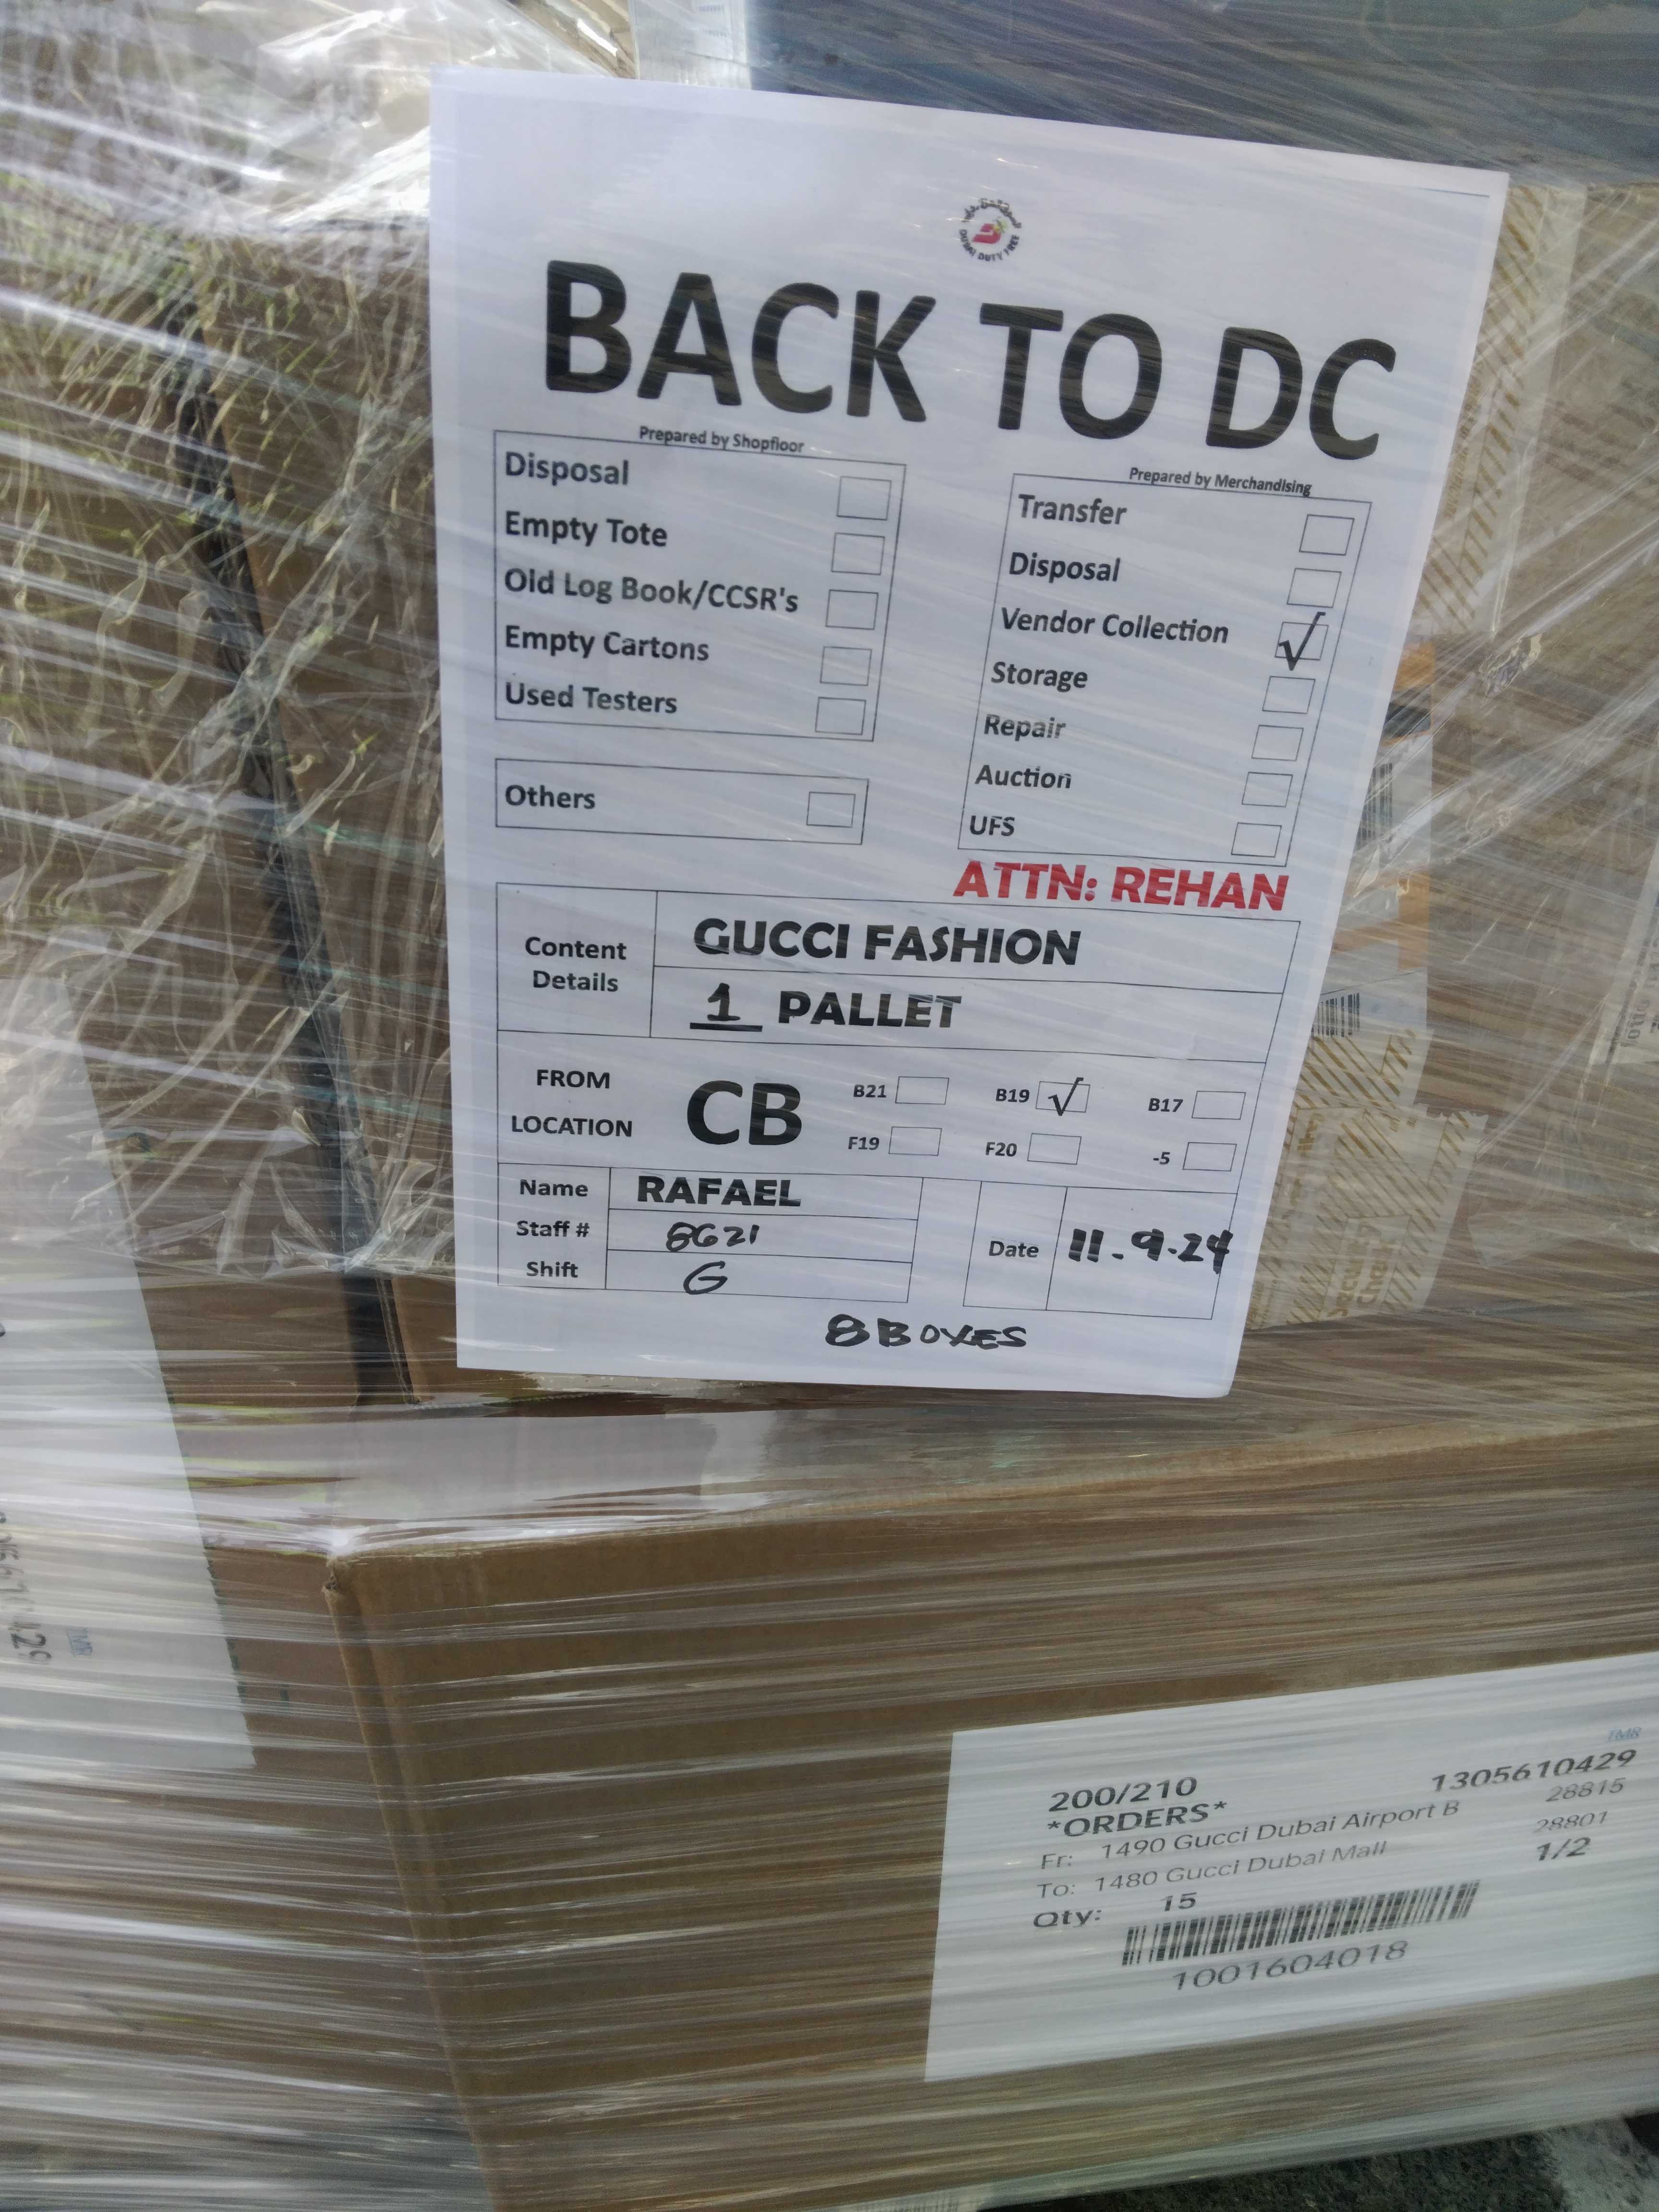 DUBAI DUTY FREE
BACK TO DC
Prepared by Shopfloor
Disposal
Empty Tote
Old Log Book/CCSR's
Empty Cartons
Used Testers
Others
Prepared by Merchandising
Transfer
Disposal
Vendor Collection √
Storage
Repair
Auction
UFS
ATTN: REHAN
Content Details
GUCCI FASHION
1 PALLET
FROM LOCATION
CB
B21 B19 √ B17
F19 F20 -5
Name RAFAEL
Staff # 8621
Shift G
Date 11.9.24
8 BOXES
TMR
200/210 1305610429
*ORDERS* 28815
Fr: 1490 Gucci Dubai Airport B 28801
To: 1480 Gucci Dubai Mall 1/2
Qty: 15
1001604018